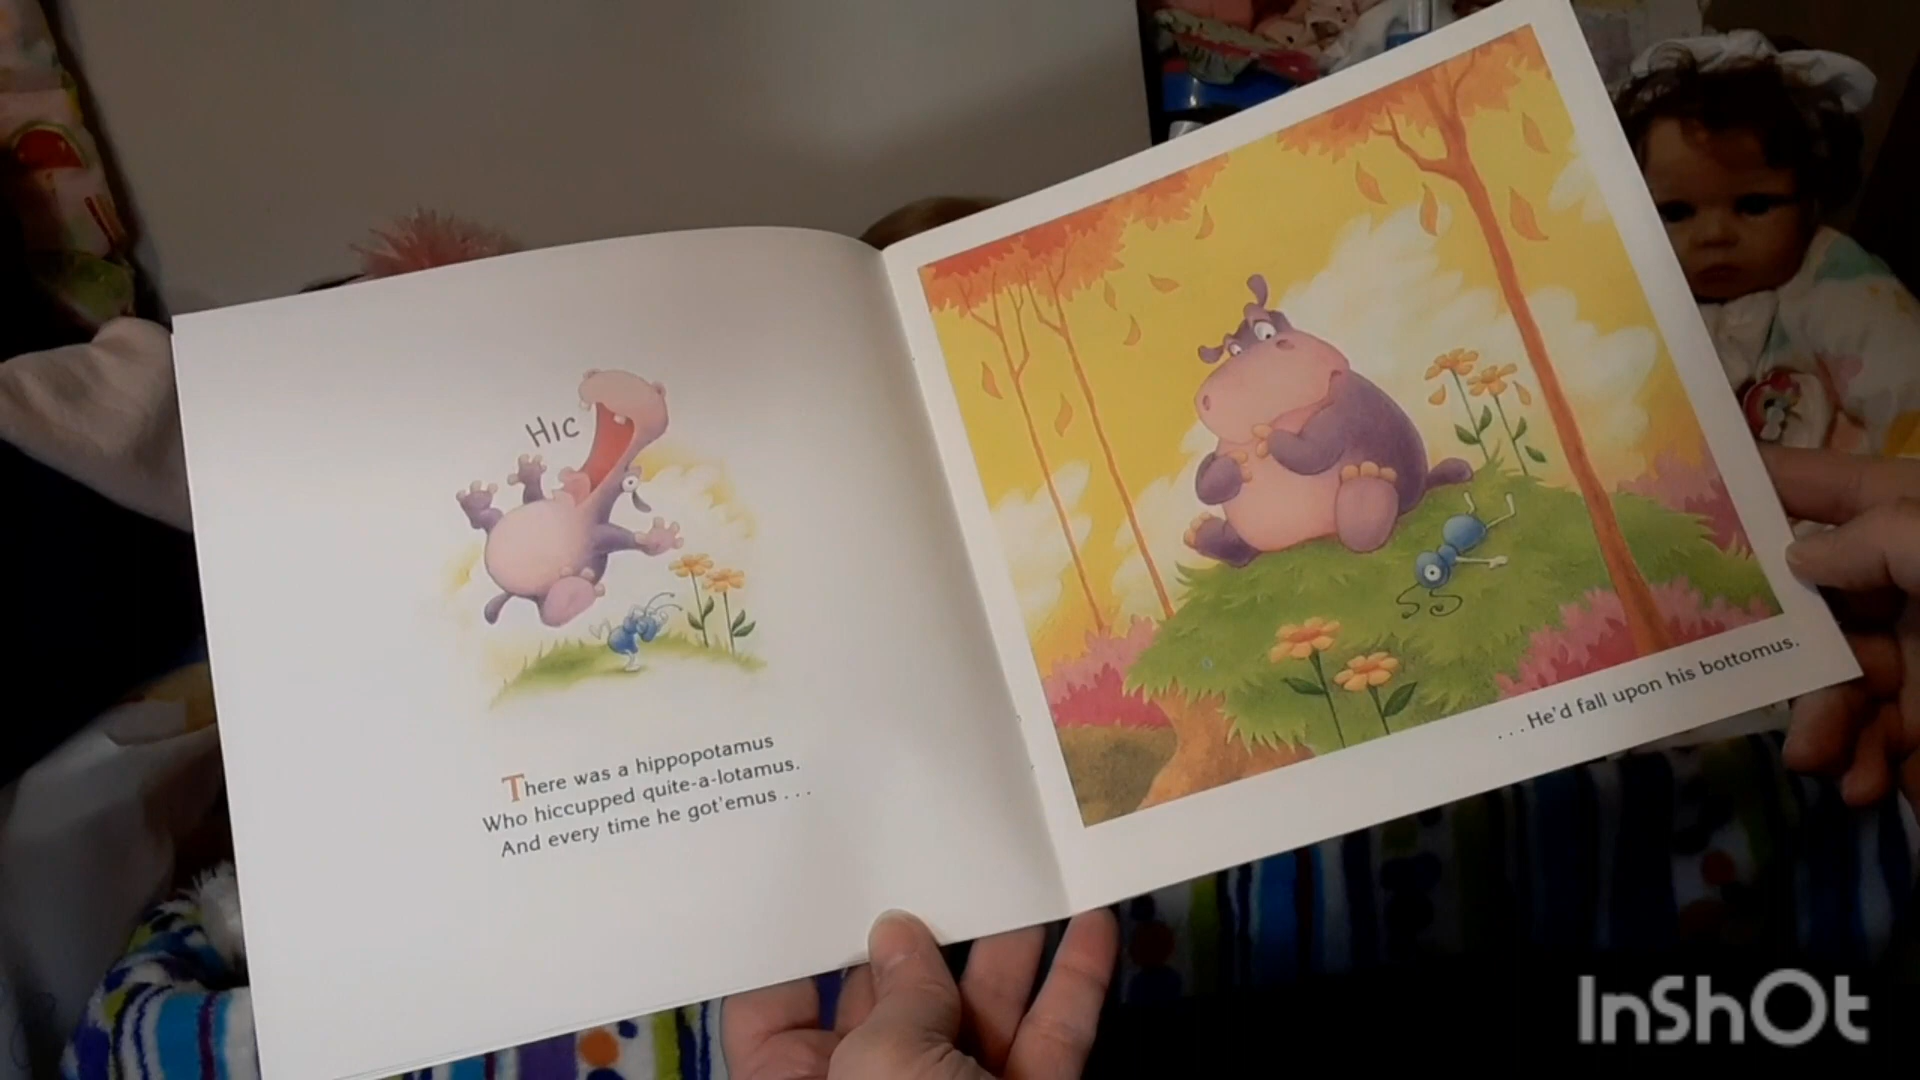 HIC
There was a hippopotamus
Who hiccupped quite-a-lotamus.
And every time he got'emus . . .
. . . He'd fall upon his bottomus.
InShOt